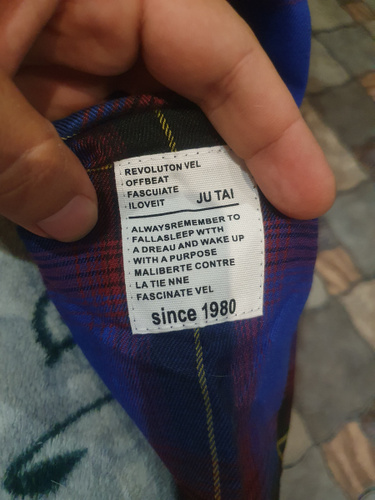 REVOLUTON VEL
OFFBEAT
FASCUIATE
ILOVEIT JU TAI
ALWAYSREMEMBER TO
FALLASLEEP WTTH
A DREAU AND WAKE UP
WITH A PURPOSE
MALIBERTE CONTRE
LA TIE NNE
FASCINATE VEL
since 1980